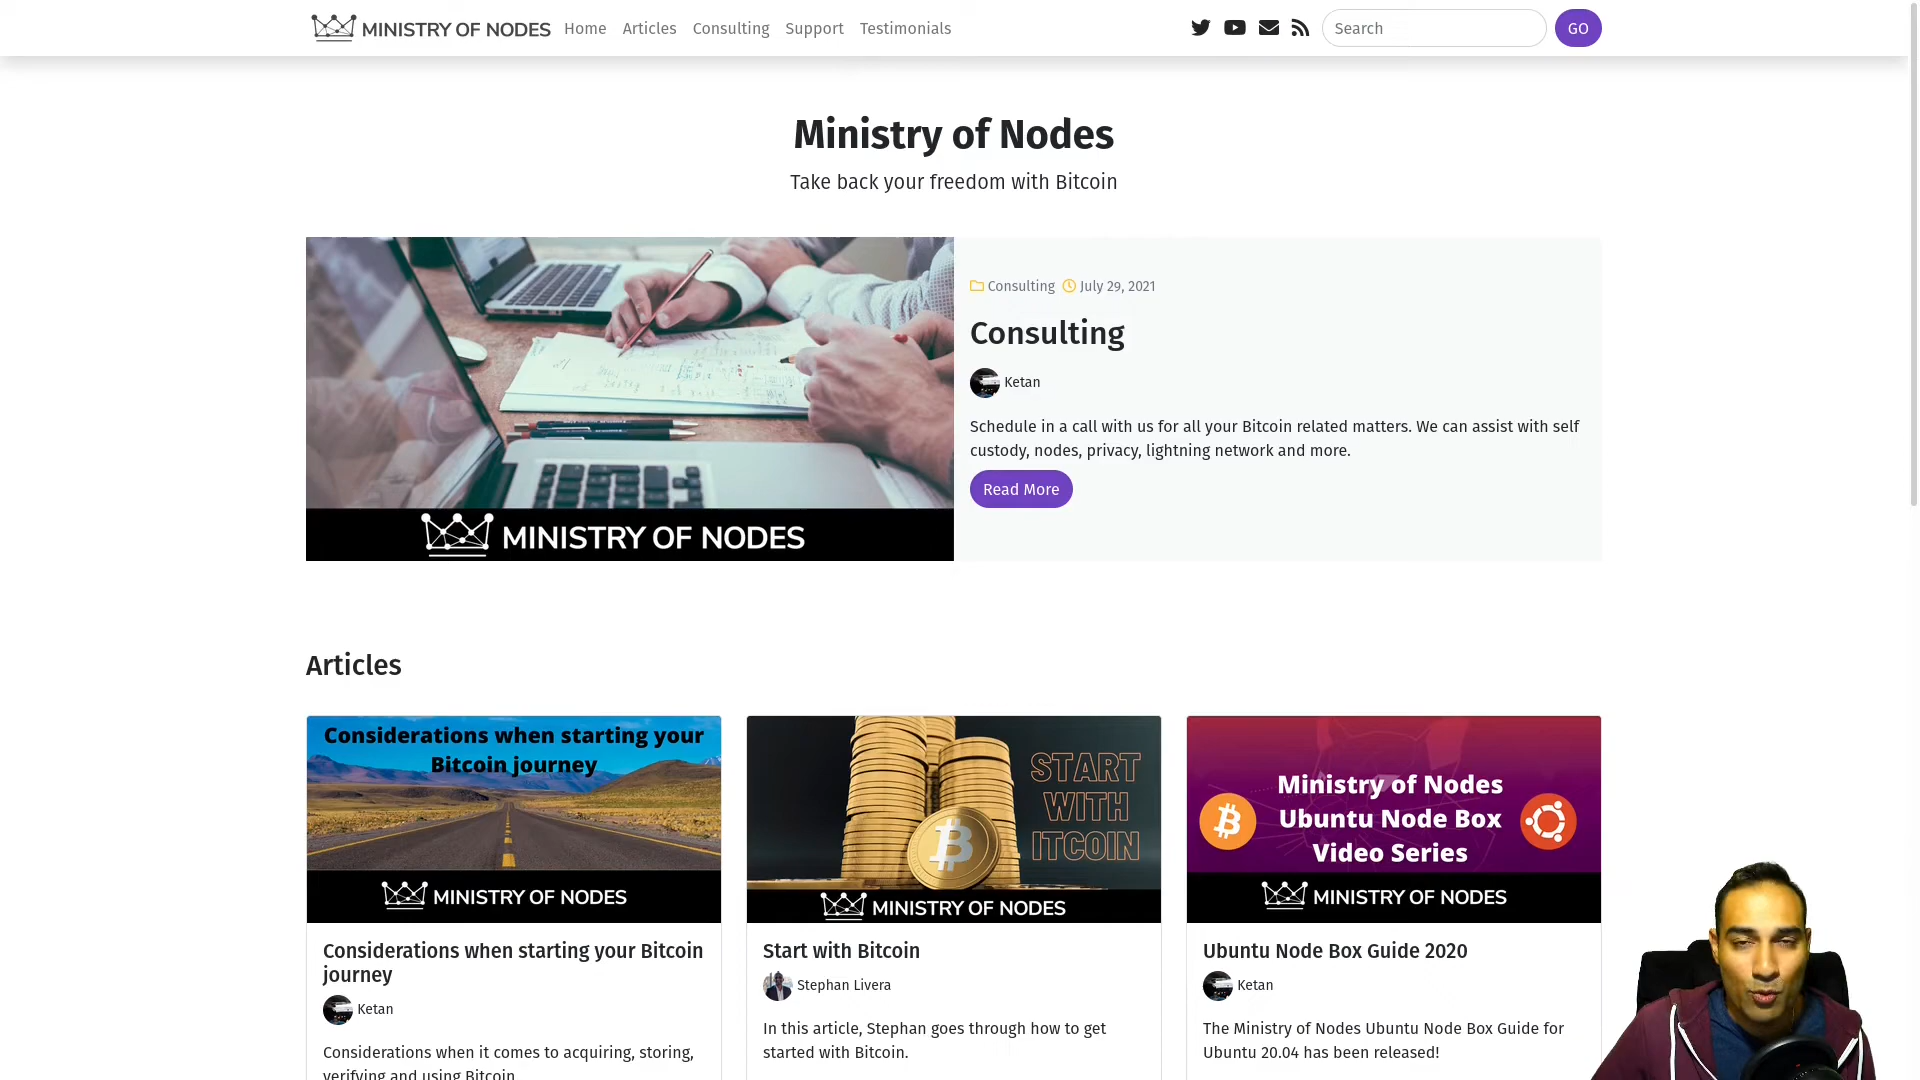 MINISTRY OF NODES Home Articles Consulting Support Testimonials Search GO
Ministry of Nodes
Take back your freedom with Bitcoin
MINISTRY OF NODES
Consulting July 29, 2021
Consulting
Ketan
Schedule in a call with us for all your Bitcoin related matters. We can assist with self
custody, nodes, privacy, lightning network and more.
Read More
Articles
Considerations when starting your
Bitcoin journey
MINISTRY OF NODES
Considerations when starting your Bitcoin
journey
Ketan
Considerations when it comes to acquiring, storing,
verifying and using Bitcoin
START
WITH
ITCOIN
MINISTRY OF NODES
Start with Bitcoin
Stephan Livera
In this article, Stephan goes through how to get
started with Bitcoin.
Ministry of Nodes
Ubuntu Node Box
Video Series
MINISTRY OF NODES
Ubuntu Node Box Guide 2020
Ketan
The Ministry of Nodes Ubuntu Node Box Guide for
Ubuntu 20.04 has been released!